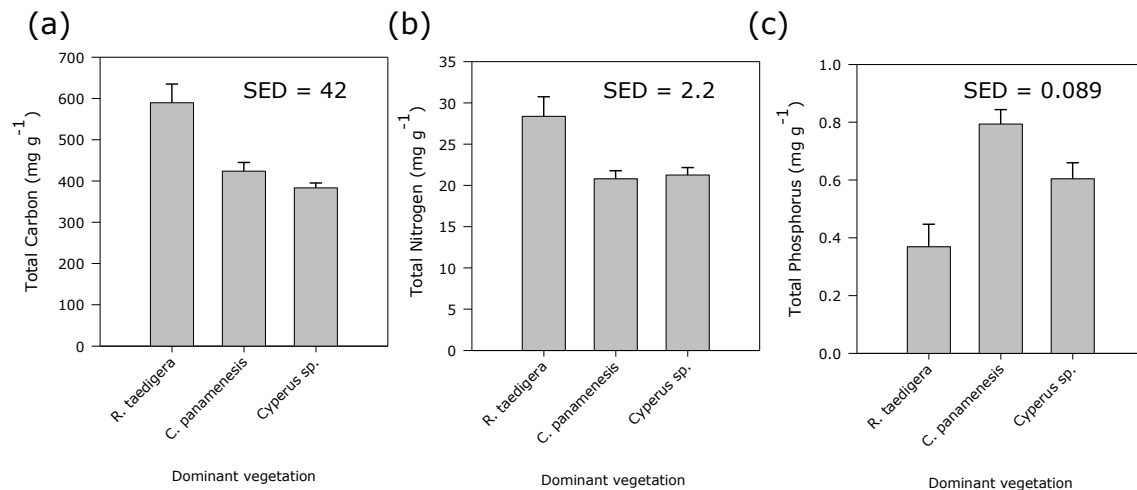 (a)
SED = 42
Total Carbon (mg g -1)
700
600
500
400
300
200
100
0
R. taedigera
C. panamenesis
Cyperus sp.
Dominant vegetation
(b)
SED = 2.2
Total Nitrogen (mg g -1)
35
30
25
20
15
10
5
0
R. taedigera
C. panamenesis
Cyperus sp.
Dominant vegetation
(c)
SED = 0.089
Total Phosphorus (mg g -1)
1.0
0.8
0.6
0.4
0.2
0.0
R. taedigera
C. panamenesis
Cyperus sp.
Dominant vegetation